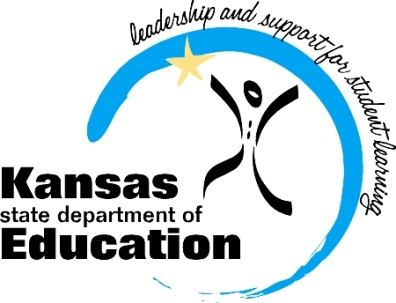 leadership and support for student learning
Kansas
state department of
Education